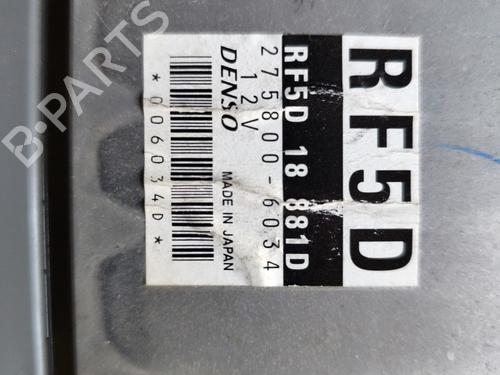 RF5D
RF5D 18 881D
275800-6034
12V
DENSO MADE IN JAPAN
*006034D*
B-PARTS